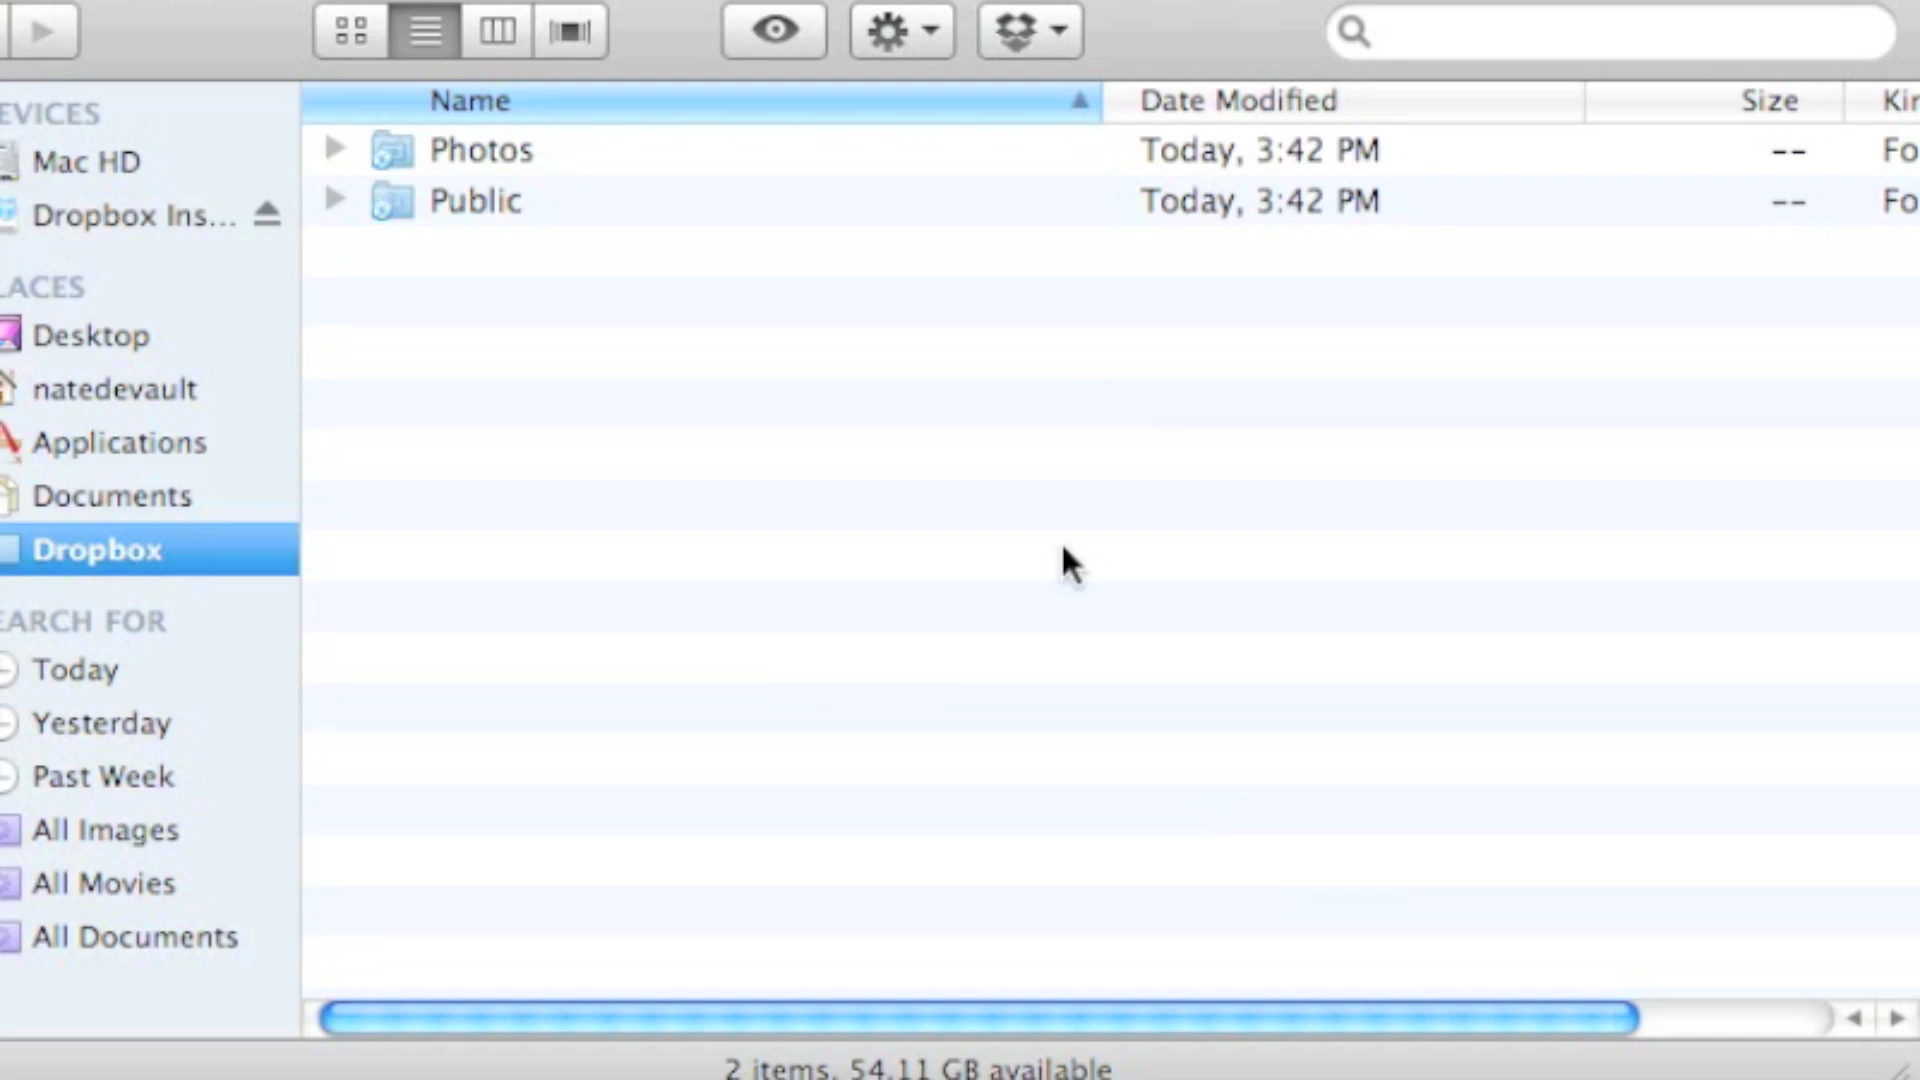 Name Date Modified Size Kin
Photos Today, 3:42 PM -- Fo
Public Today, 3:42 PM -- Fo
EVICES
Mac HD
Dropbox Ins...
LACES
Desktop
natedevault
Applications
Documents
Dropbox
EARCH FOR
Today
Yesterday
Past Week
All Images
All Movies
All Documents
2 items, 54.11 GB available